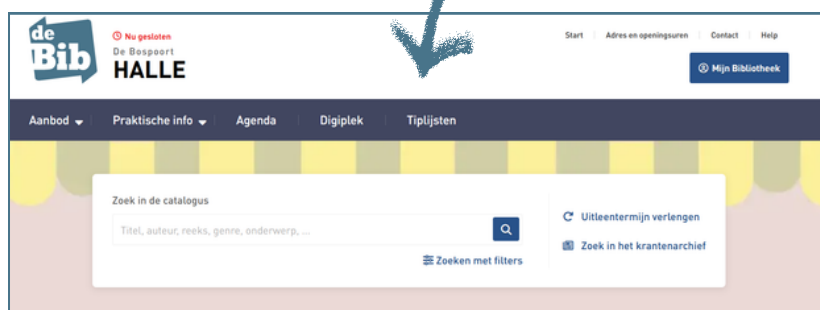 de
Bib
Nu gesloten
De Bospoort
HALLE
Start
Adres en openingsuren
Contact
Help
Mijn Bibliotheek
Aanbod
Praktische info
Agenda
Digiplek
Tiplijsten
Zoek in de catalogus
Titel, auteur, reeks, genre, onderwerp, ...
Zoeken met filters
Uitleentermijn verlengen
Zoek in het krantenarchief